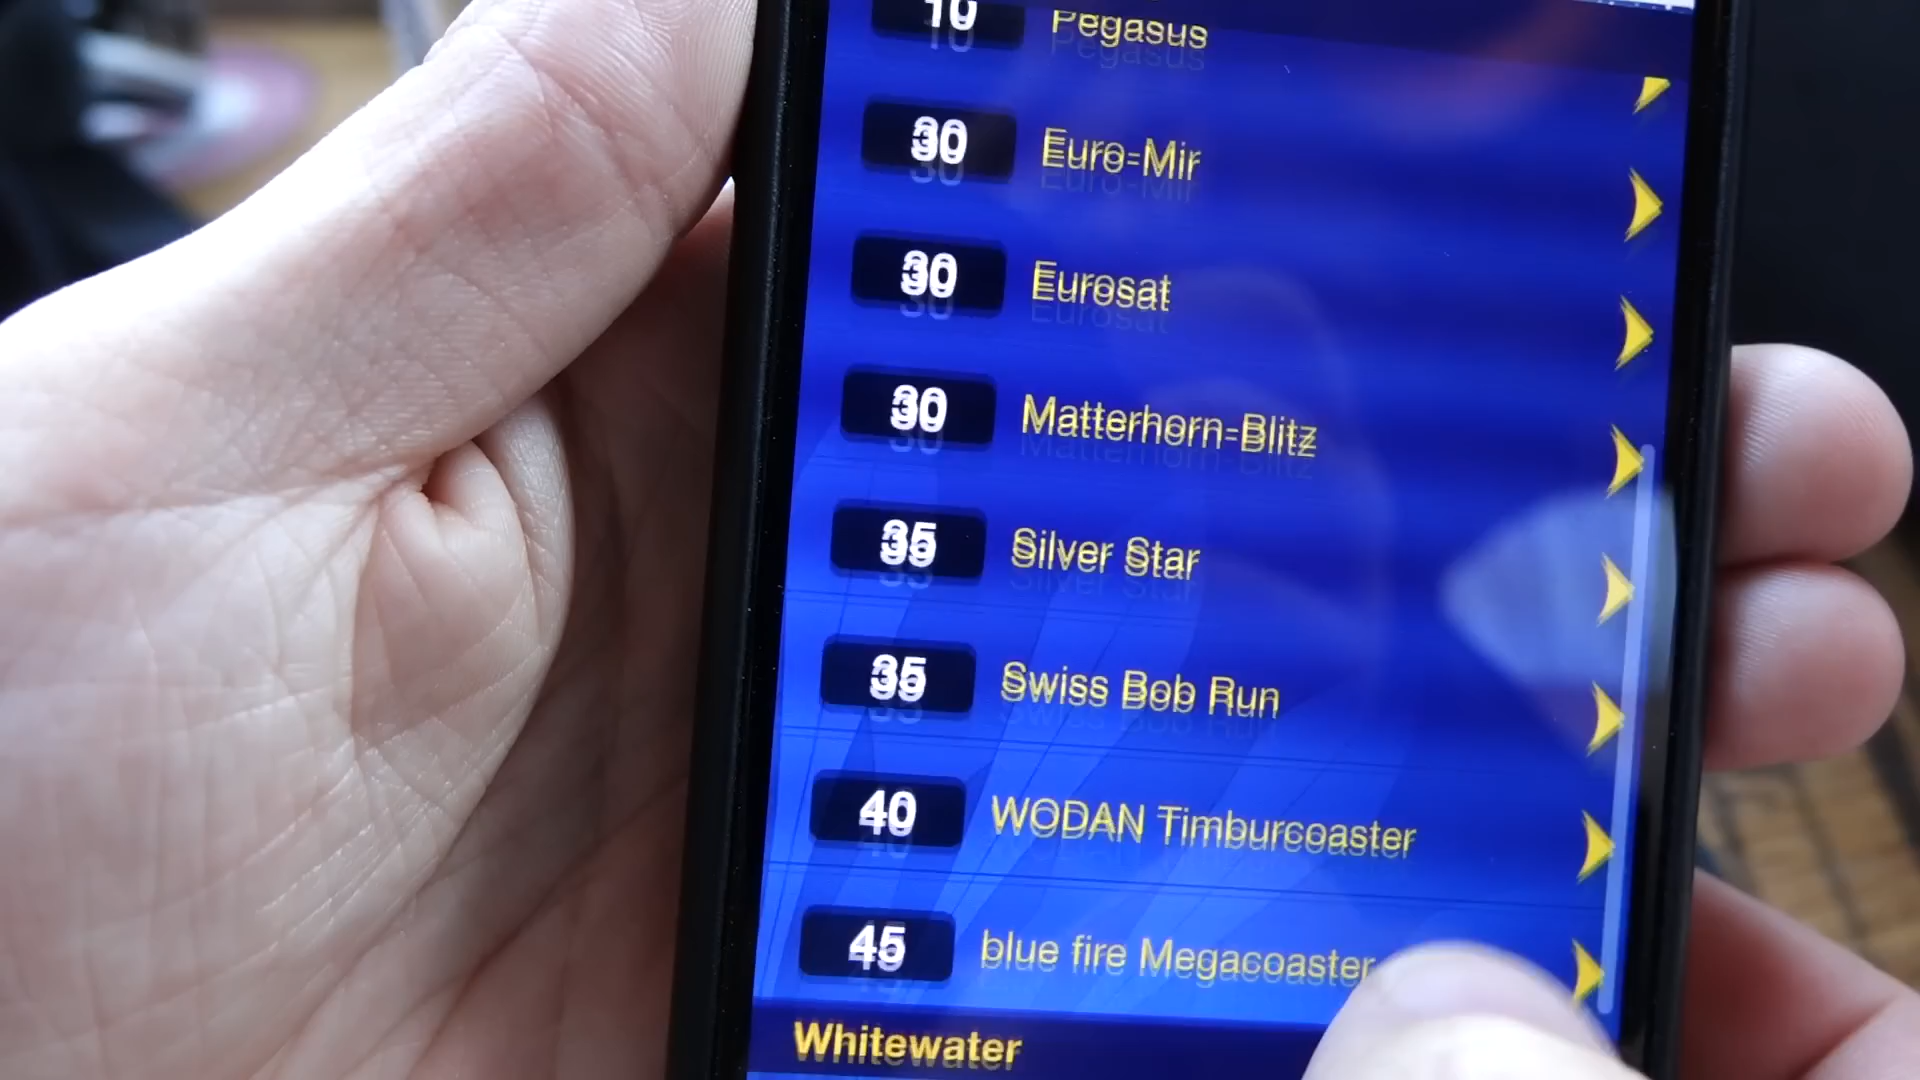 10 Pegasus
30 Euro-Mir
30 Eurosat
30 Matterhorn-Blitz
35 Silver Star
35 Swiss Bob Run
40 WODAN Timburcoaster
45 blue fire Megacoaster
Whitewater